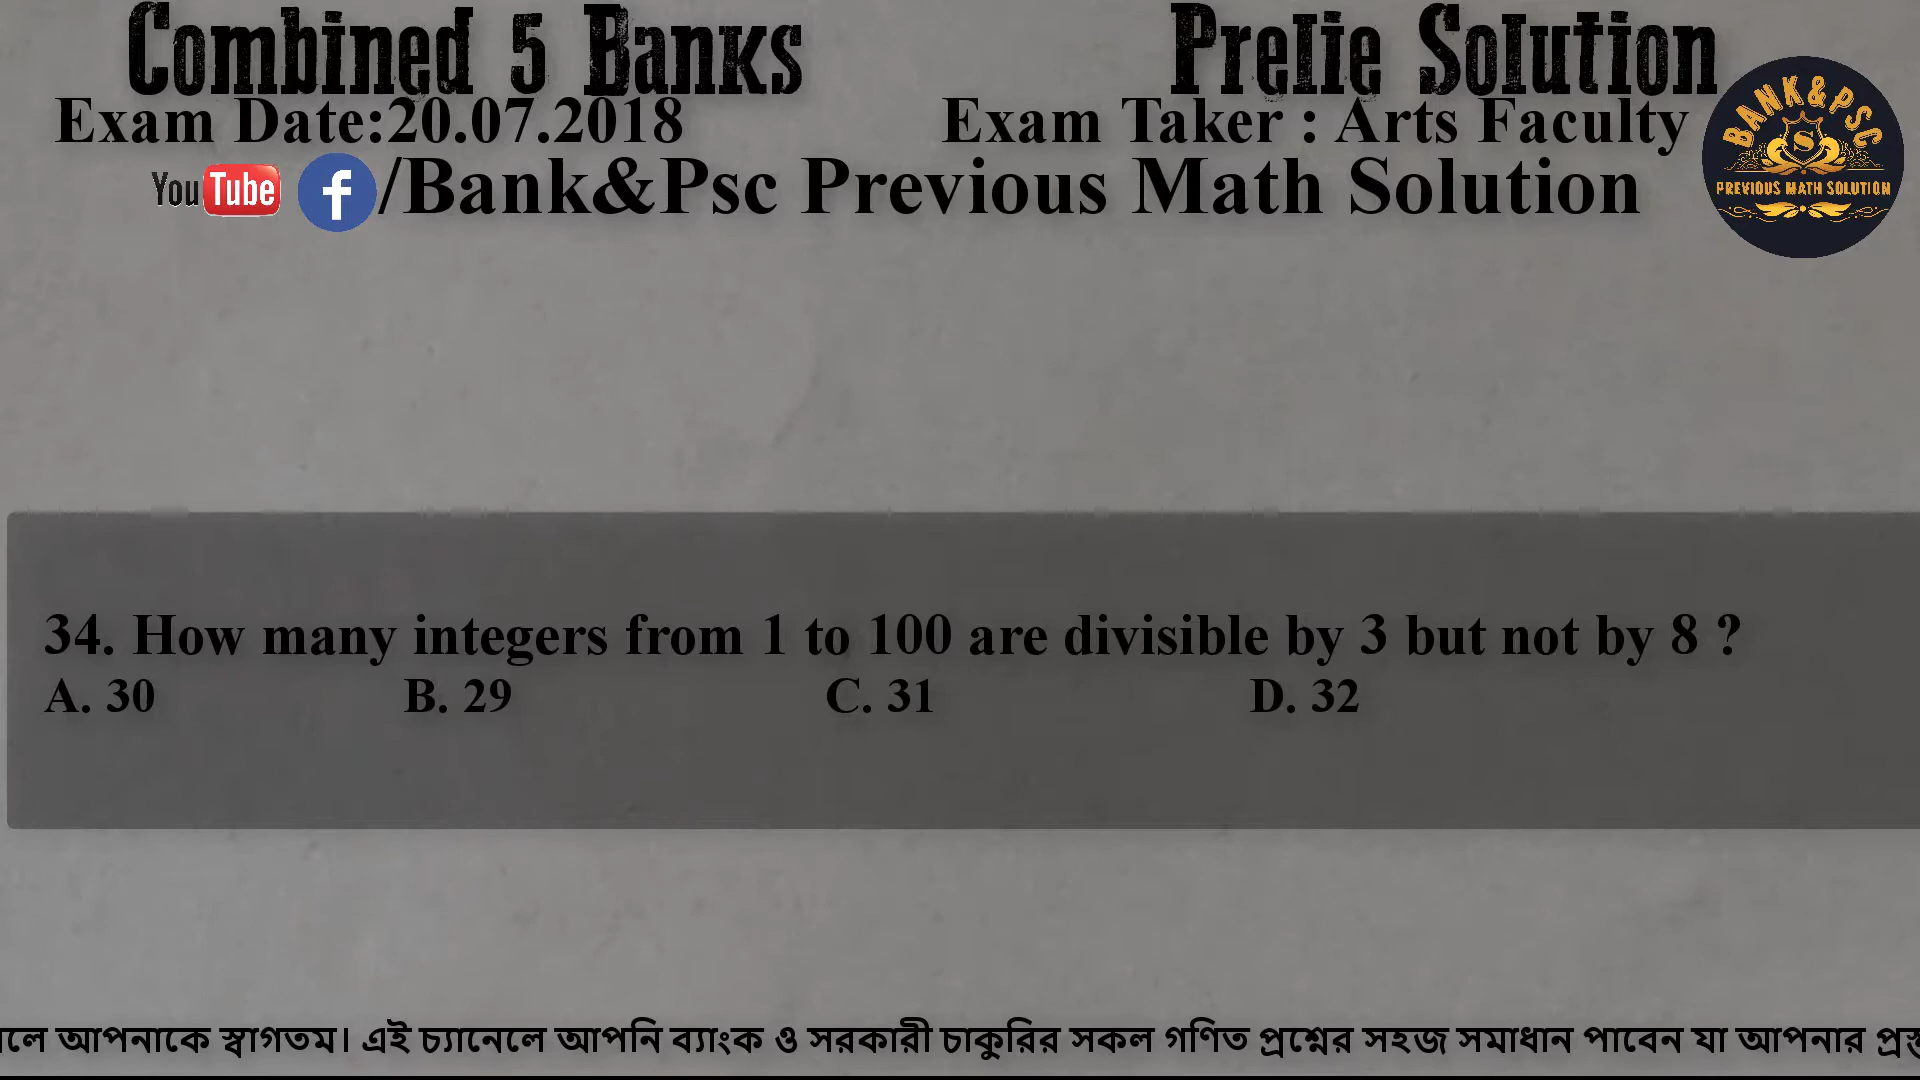 Combined 5 Banks Prelie Solution
Exam Date:20.07.2018 Exam Taker : Arts Faculty
You Tube f /Bank&Psc Previous Math Solution
BANK&PSC
S
PREVIOUS MATH SOLUTION
34. How many integers from 1 to 100 are divisible by 3 but not by 8 ?
A. 30 B. 29 C. 31 D. 32
আপনাকে স্বাগতম। এই চ্যানেলে আপনি ব্যাংক ও সরকারী চাকুরির সকল গণিত প্রশ্নের সহজ সমাধান পাবেন যা আপনার